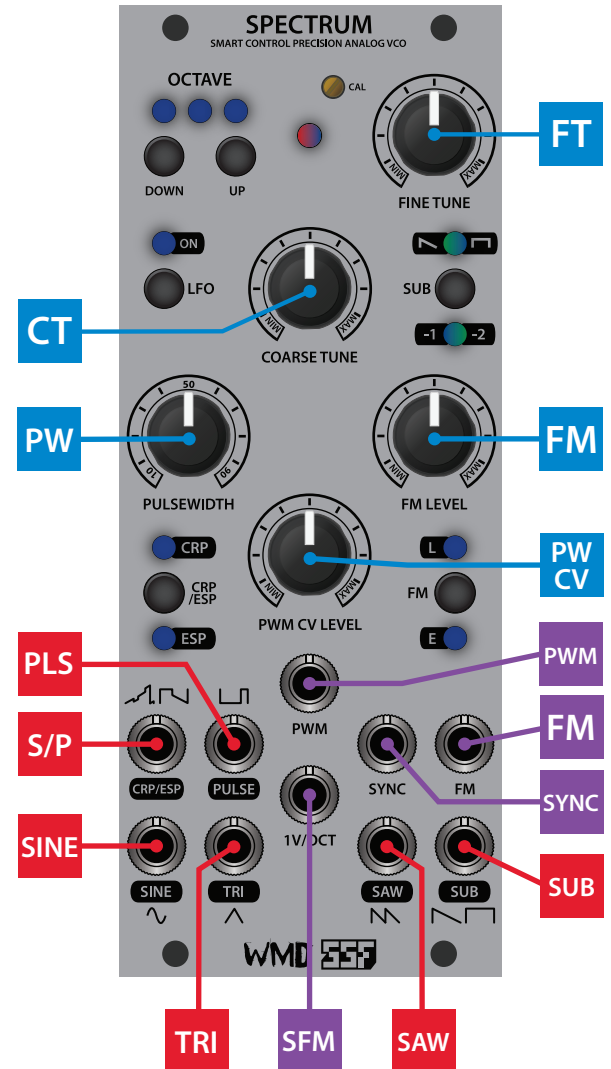 SPECTRUM
SMART CONTROL PRECISION ANALOG VCO
OCTAVE
CAL
DOWN
UP
MIN
MAX
FINE TUNE
FT
ON
LFO
SUB
-1
-2
MIN
MAX
COARSE TUNE
CT
50
10
90
PULSEWIDTH
PW
MIN
MAX
FM LEVEL
FM
CRP
CRP
/ESP
ESP
MIN
MAX
PWM CV LEVEL
L
FM
E
PW
CV
PLS
PWM
PWM
S/P
CRP/ESP
PULSE
SYNC
FM
FM
1V/OCT
SYNC
SINE
SINE
TRI
SAW
SUB
SUB
WMD SSF
TRI
SFM
SAW